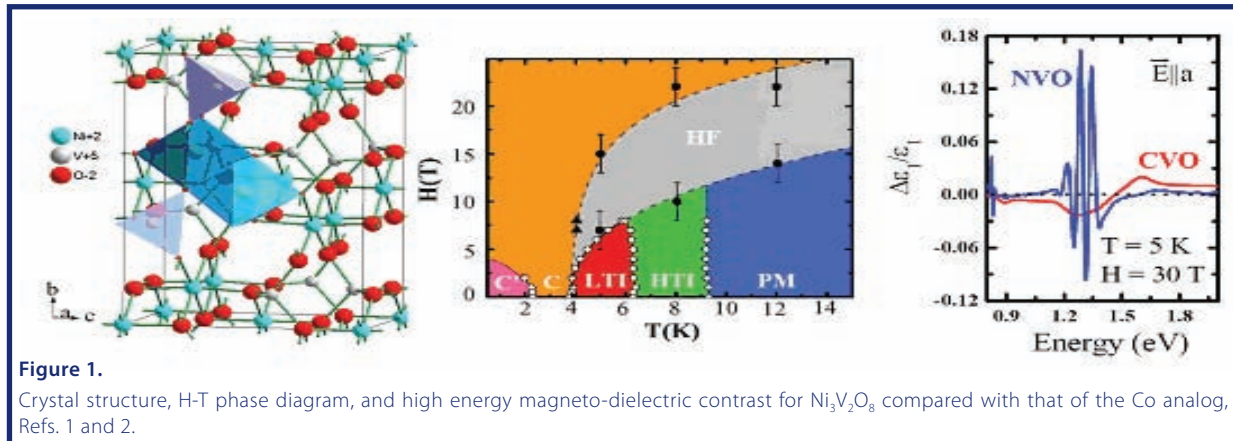 Ni+2
V+5
O-2
b
a
c
H(T)
20
15
10
5
0
HF
C'
C
LTI
HTI
PM
2
4
6
8
10
12
14
T(K)
Δε₁/ε₁
0.18
0.12
0.06
0.00
-0.06
-0.12
NVO
E||a
CVO
T = 5 K
H = 30 T
0.9
1.2
1.5
1.8
Energy (eV)
Figure 1.
Crystal structure, H-T phase diagram, and high energy magneto-dielectric contrast for Ni₃V₂O₈ compared with that of the Co analog,
Refs. 1 and 2.